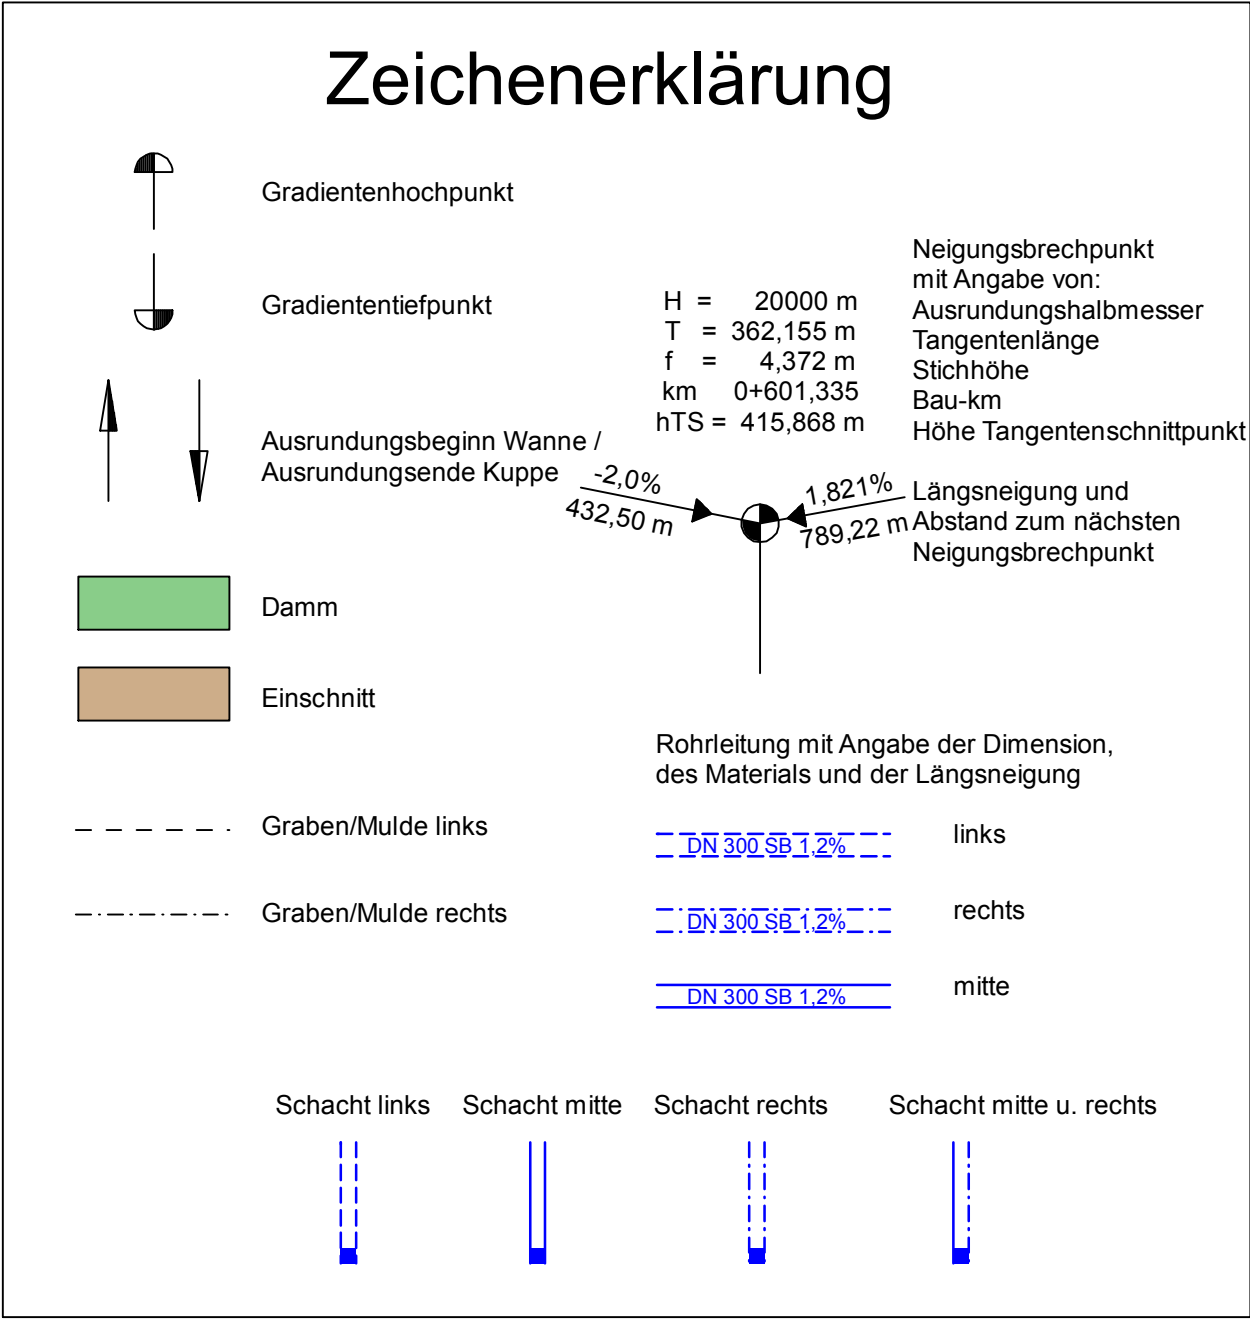 Zeichenerklärung
Gradientenhochpunkt
Gradiententiefpunkt
Ausrundungsbeginn Wanne /
Ausrundungsende Kuppe
Damm
Einschnitt
Graben/Mulde links
Graben/Mulde rechts
H = 20000 m
T = 362,155 m
f = 4,372 m
km 0+601,335
hTS = 415,868 m
Neigungsbrechpunkt
mit Angabe von:
Ausrundungshalbmesser
Tangentenlänge
Stichhöhe
Bau-km
Höhe Tangentenschnittpunkt
-2,0%
432,50 m
1,821%
789,22 m
Längsneigung und
Abstand zum nächsten
Neigungsbrechpunkt
Rohrleitung mit Angabe der Dimension,
des Materials und der Längsneigung
DN 300 SB 1,2%
links
DN 300 SB 1,2%
rechts
DN 300 SB 1,2%
mitte
Schacht links
Schacht mitte
Schacht rechts
Schacht mitte u. rechts